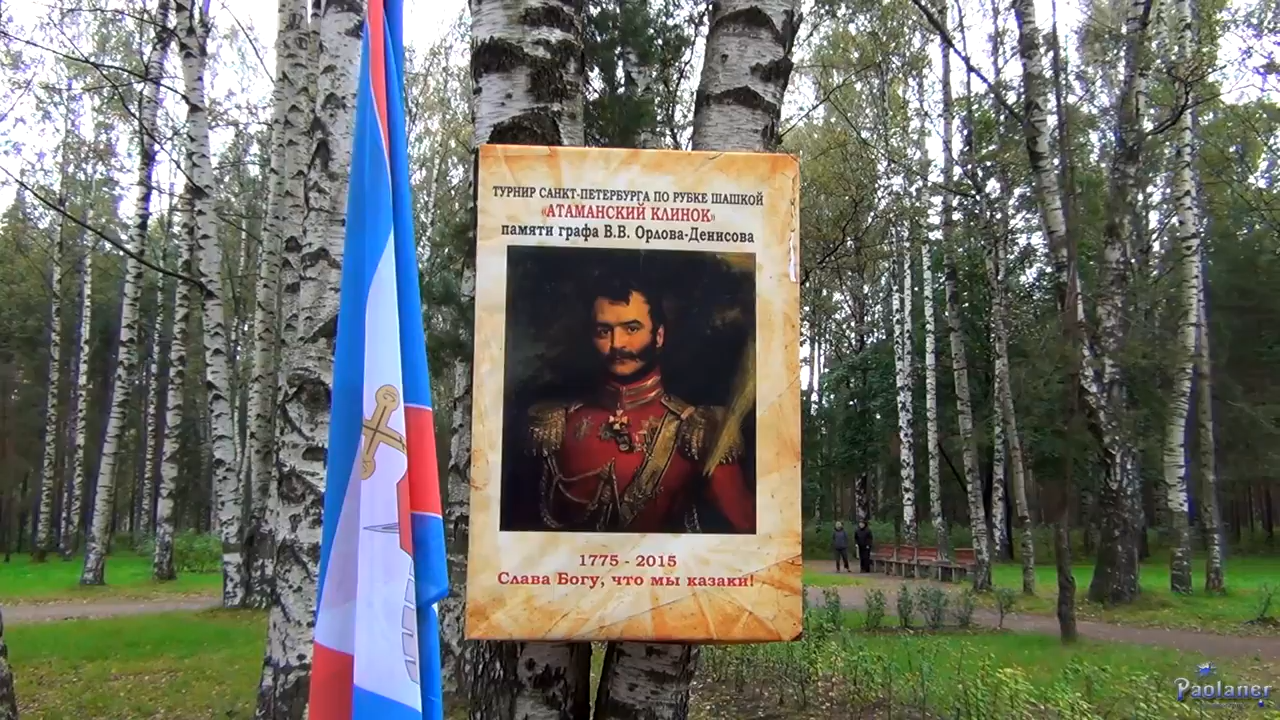 ТУРНИР САНКТ-ПЕТЕРБУРГА ПО РУБКЕ ШАШКОЙ
«АТАМАНСКИЙ КЛИНОК»
памяти графа В.В. Орлова-Денисова
1775 - 2015
Слава Богу, что мы казаки!
Paolaner